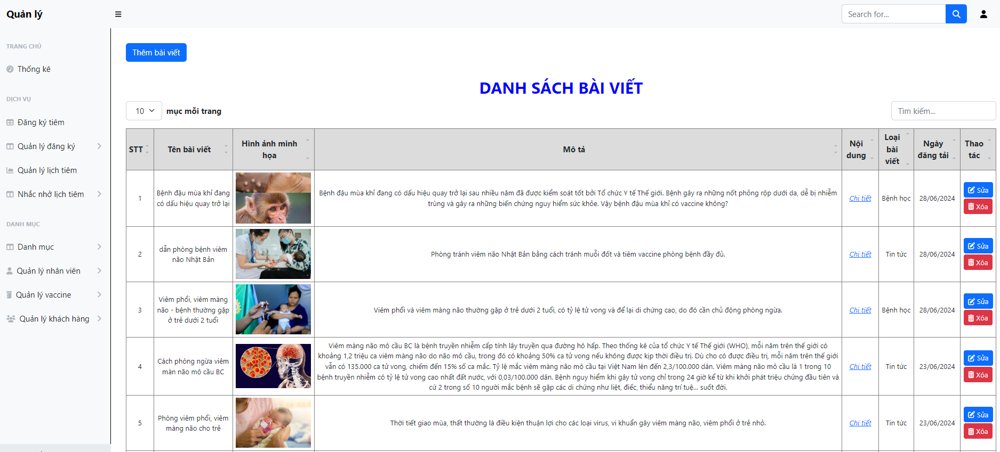 Quản lý
Search for...
TRANG CHỦ
Thống kê
DỊCH VỤ
Đăng ký tiêm
Quản lý đăng ký
Quản lý lịch tiêm
Nhắc nhở lịch tiêm
DANH MỤC
Danh mục
Quản lý nhân viên
Quản lý vaccine
Quản lý khách hàng
Thêm bài viết
DANH SÁCH BÀI VIẾT
10 mục mỗi trang
Tìm kiếm...
STT
Tên bài viết
Hình ảnh minh
họa
Mô tả
Nội
dung
Loại
bài
viết
Ngày
đăng tải
Thao
tác
1
Bệnh đậu mùa khỉ đang
có dấu hiệu quay trở lại
Bệnh đậu mùa khỉ đang có dấu hiệu quay trở lại sau nhiều năm đã được kiểm soát tốt bởi Tổ chức Y tế Thế giới. Bệnh gây ra những nốt phỏng rộp dưới da, dễ bị nhiễm
trùng và gây ra những biến chứng nguy hiểm sức khỏe. Vậy bệnh đậu mùa khỉ có vaccine không?
Chi tiết
Bệnh học
28/06/2024
Sửa
Xóa
2
dẫn phòng bệnh viêm
não Nhật Bản
Phòng tránh viêm não Nhật Bản bằng cách tránh muỗi đốt và tiêm vaccine phòng bệnh đầy đủ.
Chi tiết
Tin tức
28/06/2024
Sửa
Xóa
3
Viêm phổi, viêm màng
não - bệnh thường gặp
ở trẻ dưới 2 tuổi
Viêm phổi và viêm màng não thường gặp ở trẻ dưới 2 tuổi, có tỷ lệ tử vong và để lại di chứng cao, do đó cần chủ động phòng ngừa.
Chi tiết
Bệnh học
28/06/2024
Sửa
Xóa
4
Cách phòng ngừa viêm
màn não mô cầu BC
Viêm màng não mô cầu BC là bệnh truyền nhiễm cấp tính lây truyền qua đường hô hấp. Theo thống kê của tổ chức Y tế Thế giới (WHO), mỗi năm trên thế giới có
khoảng 1,2 triệu ca viêm màng não do não mô cầu, trong đó có khoảng 50% ca tử vong nếu không được kịp thời điều trị. Dù cho có được điều trị, mỗi năm trên thế giới
vẫn có 135.000 ca tử vong, chiếm đến 15% số ca mắc. Tỷ lệ mắc viêm màng não mô cầu tại Việt Nam lên đến 2,3/100.000 dân. Viêm màng não mô cầu là 1 trong 10
bệnh truyền nhiễm có tỷ lệ tử vong cao nhất đất nước, với 0,03/100.000 dân. Bệnh nguy hiểm khi gây tử vong chỉ trong 24 giờ kể từ khi khởi phát triệu chứng đầu tiên và
cứ 2 trong số 10 người mắc bệnh sẽ gặp các di chứng như liệt, điếc, thiểu năng trí tuệ… suốt đời.
Chi tiết
Tin tức
23/06/2024
Sửa
Xóa
5
Phòng viêm phổi, viêm
màng não cho trẻ
Thời tiết giao mùa, thất thường là điều kiện thuận lợi cho các loại virus, vi khuẩn gây viêm màng não, viêm phổi ở trẻ nhỏ.
Chi tiết
Tin tức
23/06/2024
Sửa
Xóa